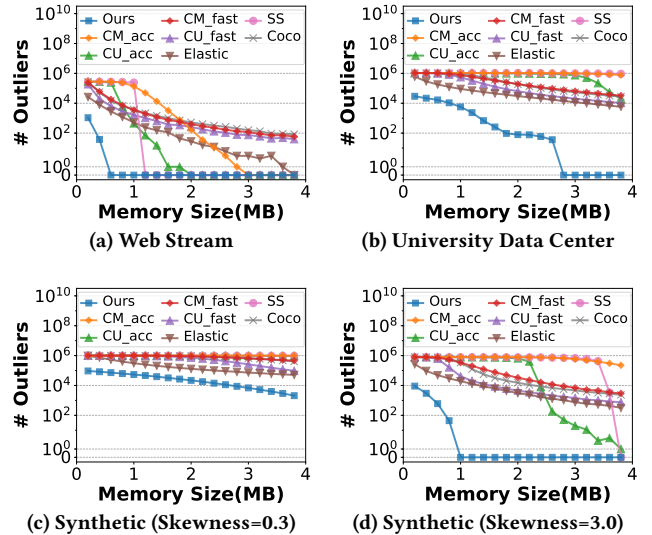 # Outliers
10^10
10^8
10^6
10^4
10^2
10^0
0
Ours
CM_acc
CU_acc
CM_fast
CU_fast
Elastic
SS
Coco
0 1 2 3 4
Memory Size(MB)
(a) Web Stream
# Outliers
10^10
10^8
10^6
10^4
10^2
10^0
0
Ours
CM_acc
CU_acc
CM_fast
CU_fast
Elastic
SS
Coco
0 1 2 3 4
Memory Size(MB)
(b) University Data Center
# Outliers
10^10
10^8
10^6
10^4
10^2
10^0
0
Ours
CM_acc
CU_acc
CM_fast
CU_fast
Elastic
SS
Coco
0 1 2 3 4
Memory Size(MB)
(c) Synthetic (Skewness=0.3)
# Outliers
10^10
10^8
10^6
10^4
10^2
10^0
0
Ours
CM_acc
CU_acc
CM_fast
CU_fast
Elastic
SS
Coco
0 1 2 3 4
Memory Size(MB)
(d) Synthetic (Skewness=3.0)